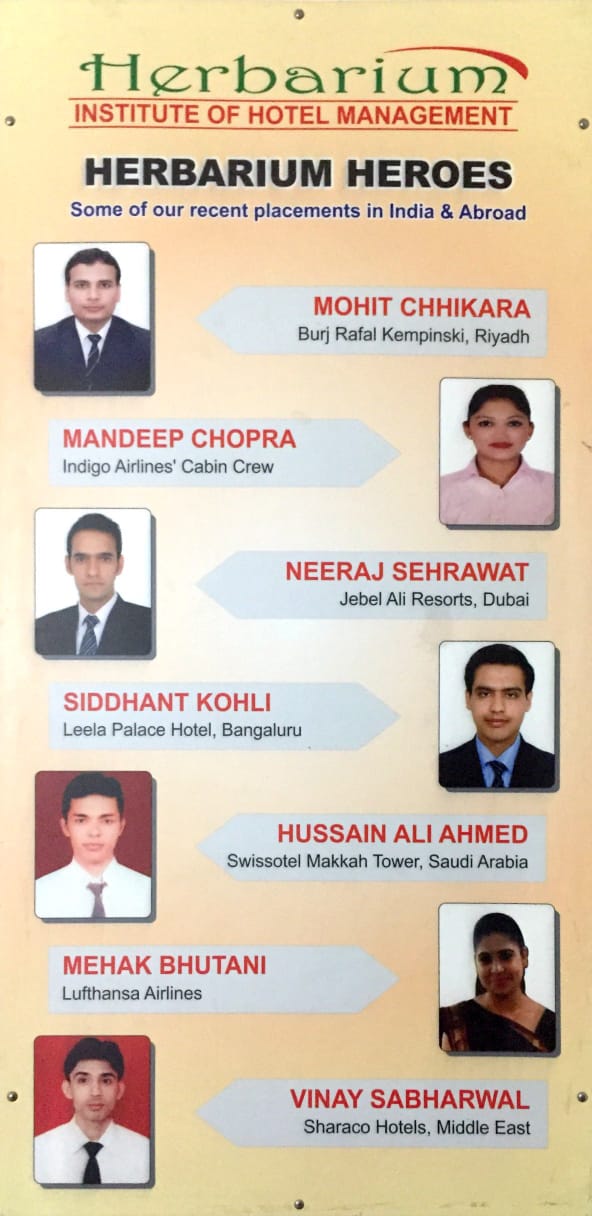 Herbarium
INSTITUTE OF HOTEL MANAGEMENT
HERBARIUM HEROES
Some of our recent placements in India & Abroad
MOHIT CHHIKARA
Burj Rafal Kempinski, Riyadh
MANDEEP CHOPRA
Indigo Airlines' Cabin Crew
NEERAJ SEHRAWAT
Jebel Ali Resorts, Dubai
SIDDHANT KOHLI
Leela Palace Hotel, Bangaluru
HUSSAIN ALI AHMED
Swissotel Makkah Tower, Saudi Arabia
MEHAK BHUTANI
Lufthansa Airlines
VINAY SABHARWAL
Sharaco Hotels, Middle East